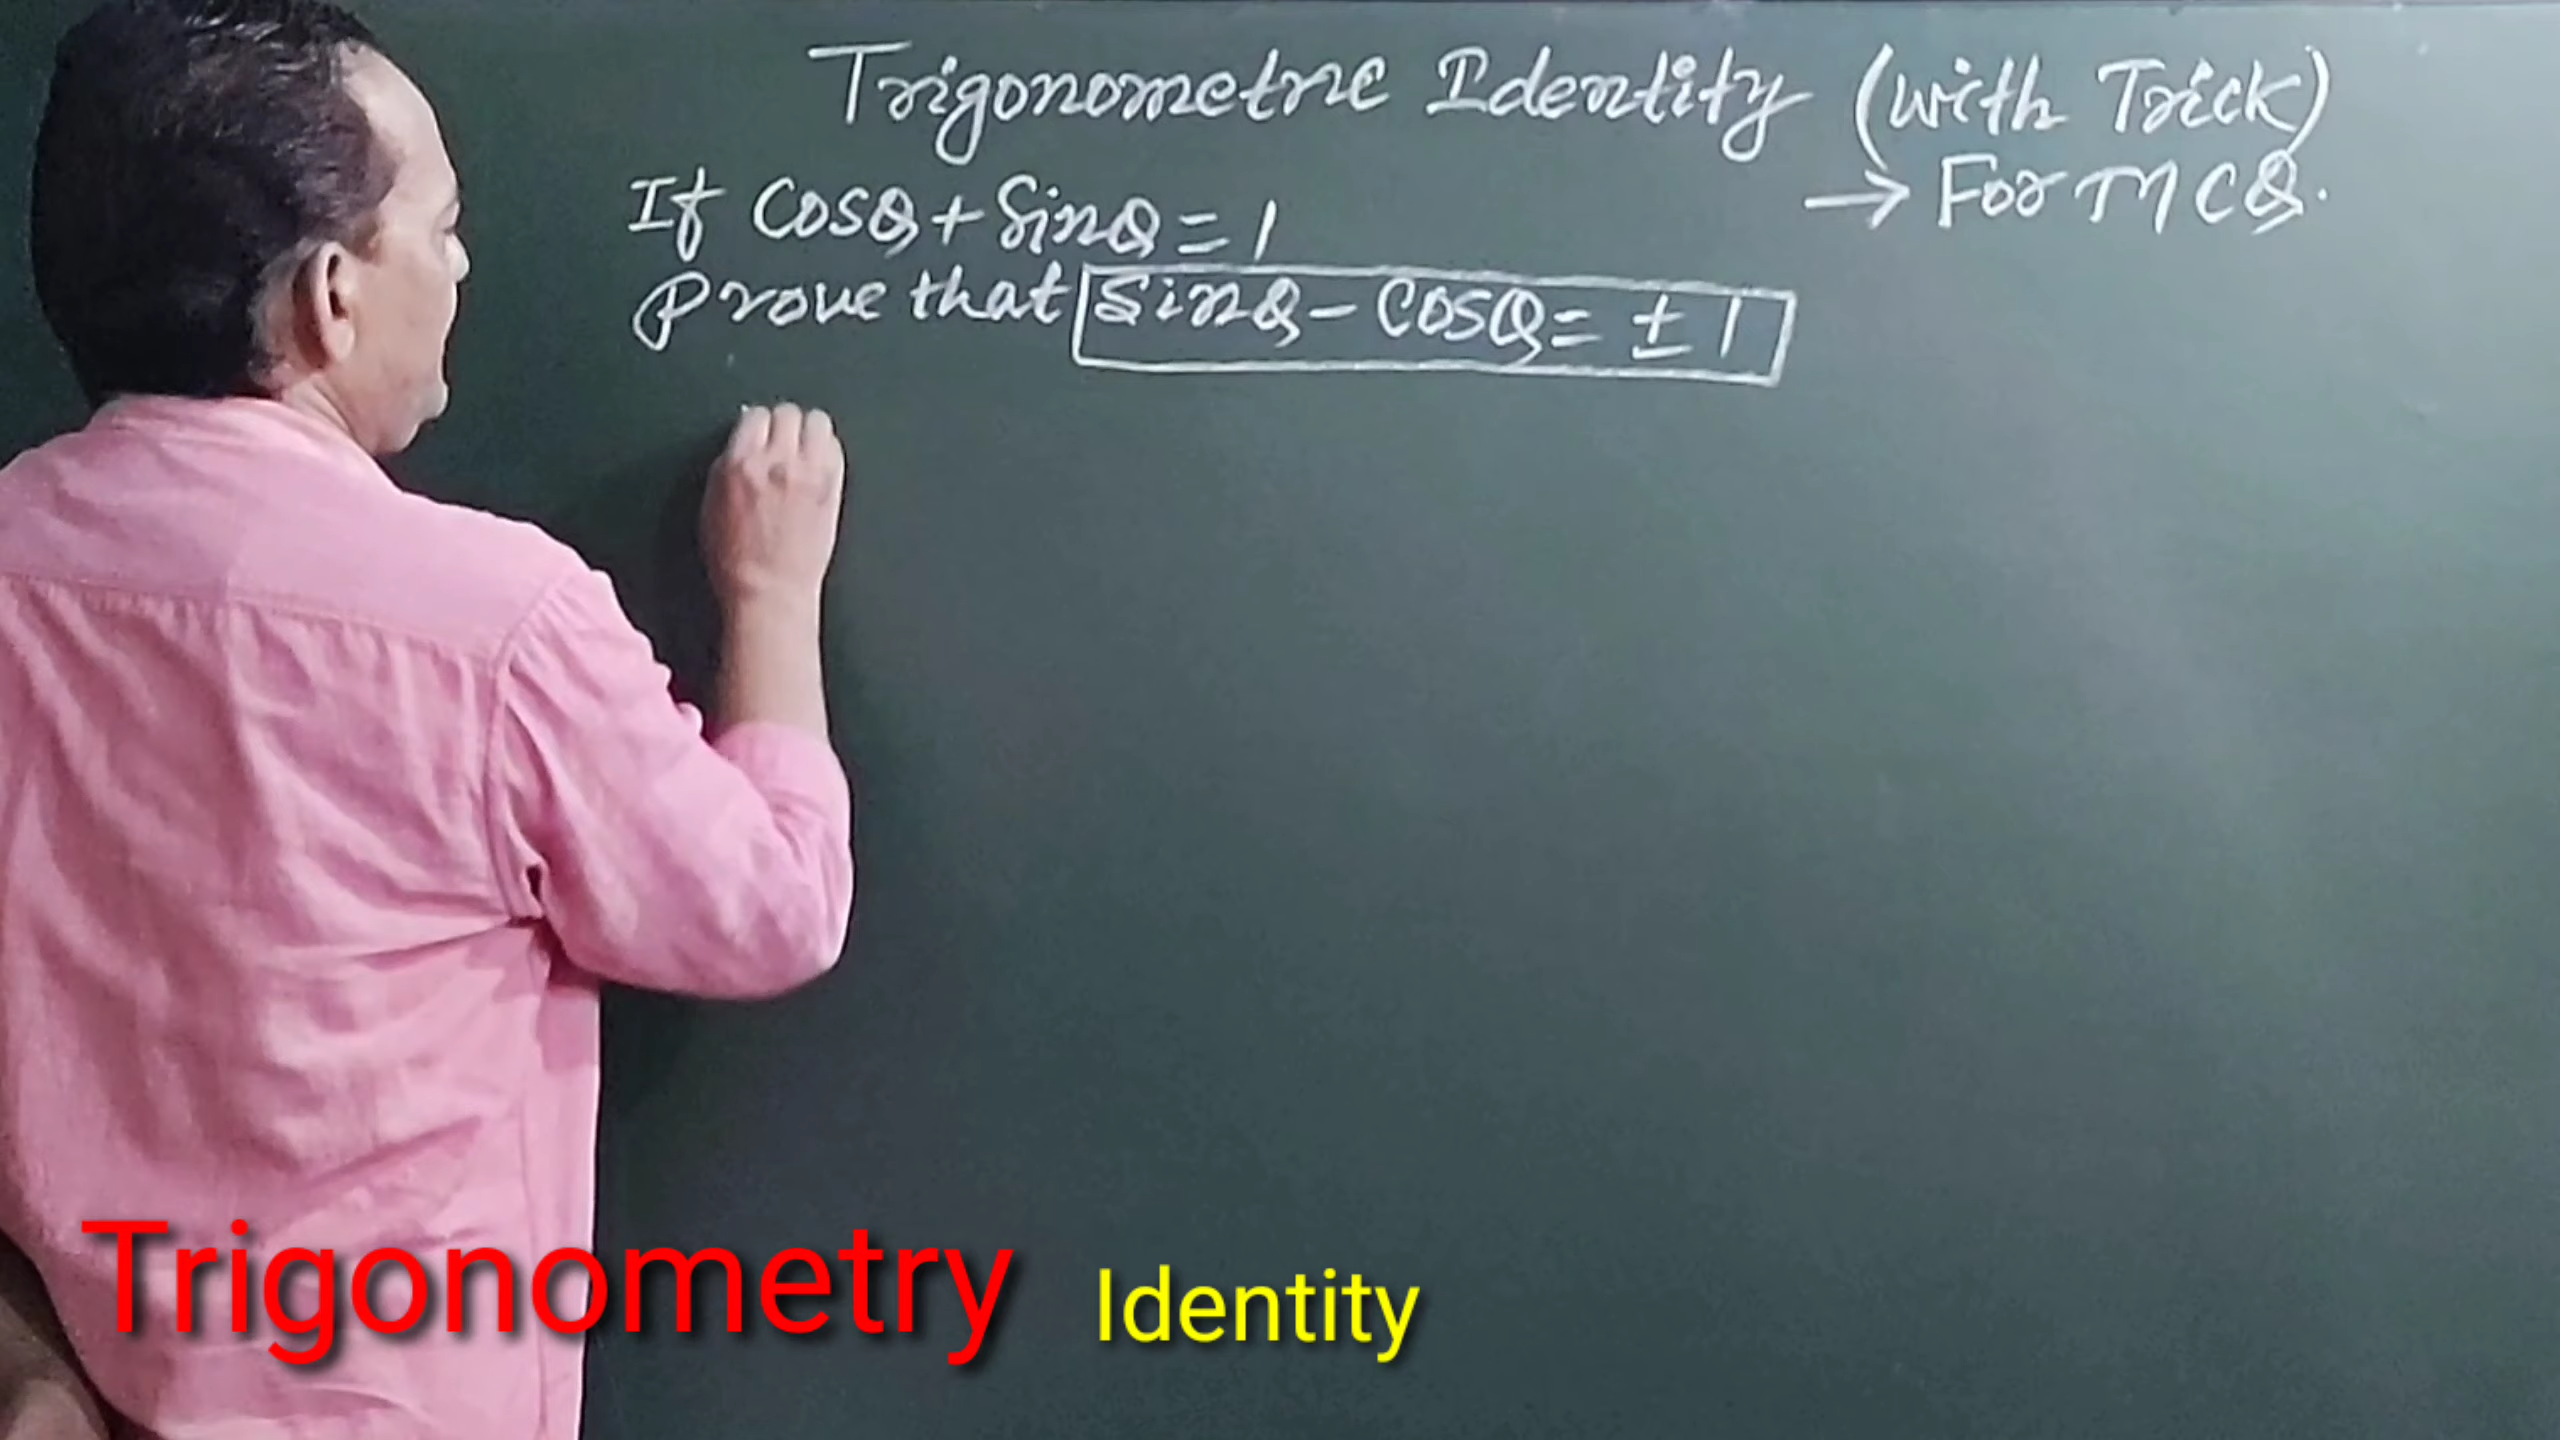 Trigonometric Identity (with Trick)
→ For MCQ.
If Cosθ + Sinθ = 1
Prove that Sinθ - Cosθ = ± 1
Trigonometry Identity